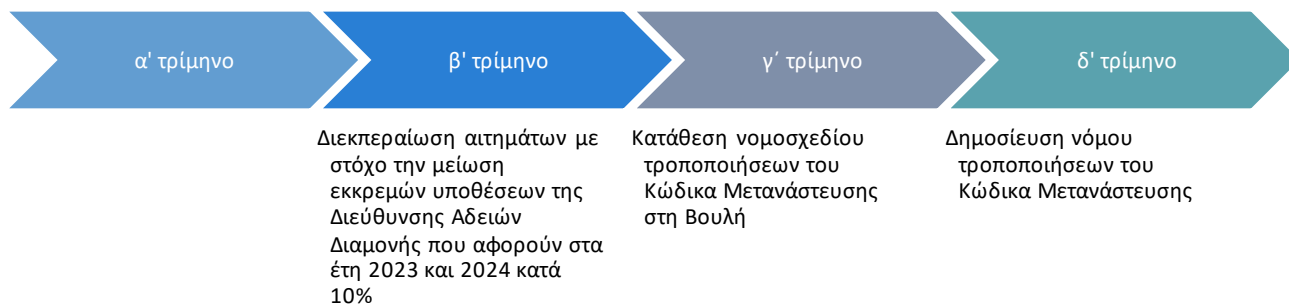 α' τρίμηνο
β' τρίμηνο
γ΄ τρίμηνο
δ' τρίμηνο
Διεκπεραίωση αιτημάτων με
στόχο την μείωση
εκκρεμών υποθέσεων της
Διεύθυνσης Αδειών
Διαμονής που αφορούν στα
έτη 2023 και 2024 κατά
10%
Κατάθεση νομοσχεδίου
τροποποιήσεων του
Κώδικα Μετανάστευσης
στη Βουλή
Δημοσίευση νόμου
τροποποιήσεων του
Κώδικα Μετανάστευσης